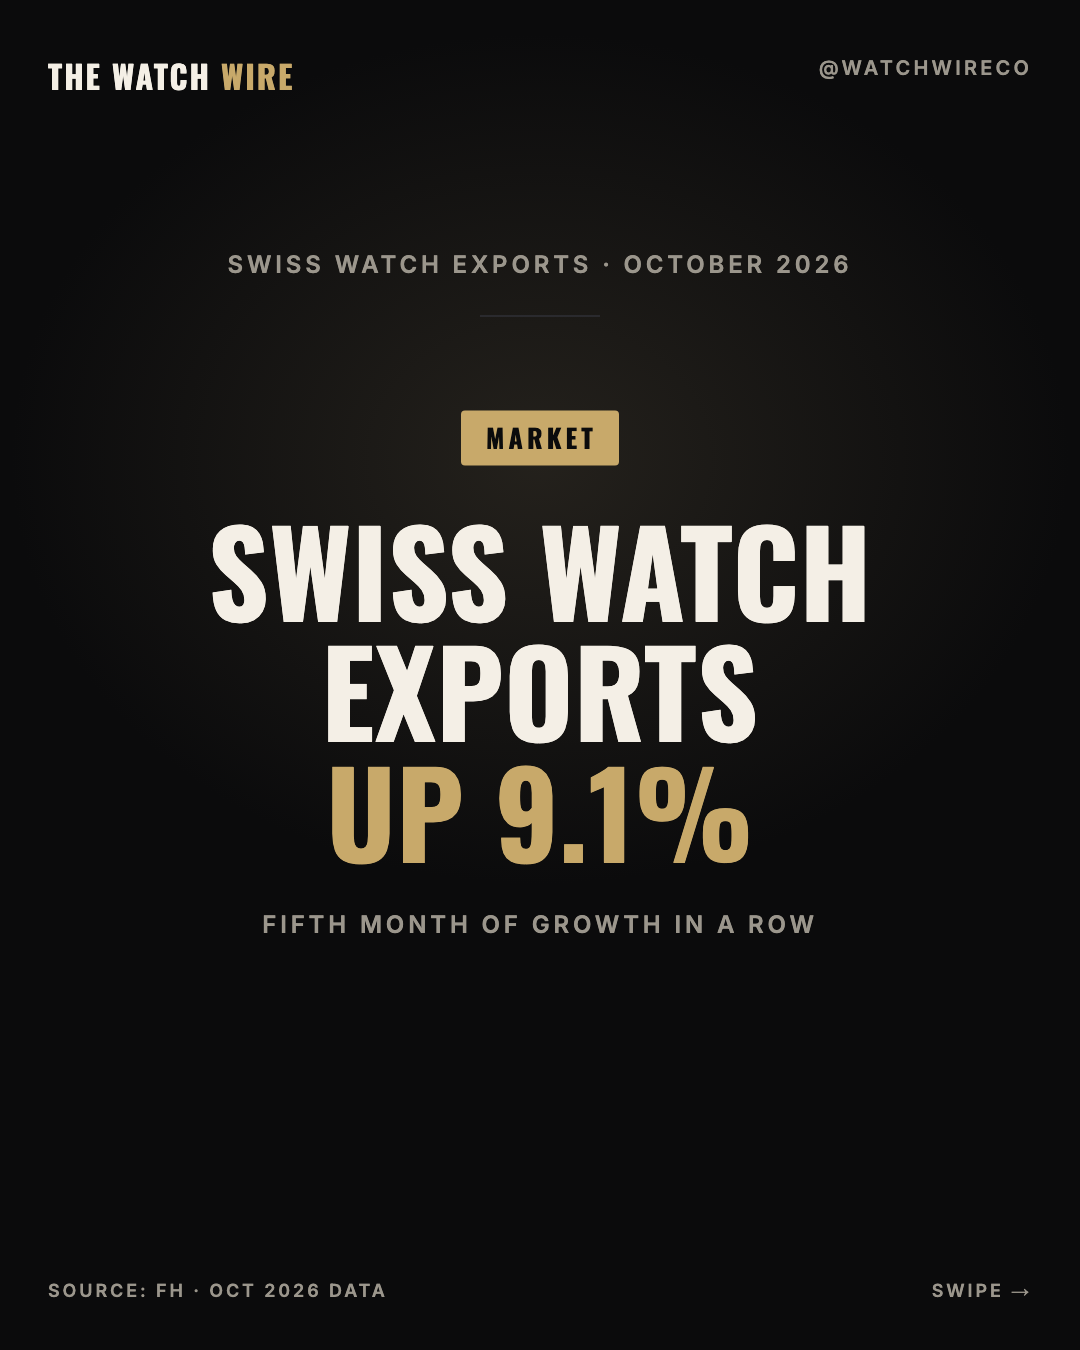 THE WATCH WIRE
@WATCHWIRECO
SWISS WATCH EXPORTS · OCTOBER 2026
MARKET
SWISS WATCH
EXPORTS
UP 9.1%
FIFTH MONTH OF GROWTH IN A ROW
SOURCE: FH · OCT 2026 DATA
SWIPE →